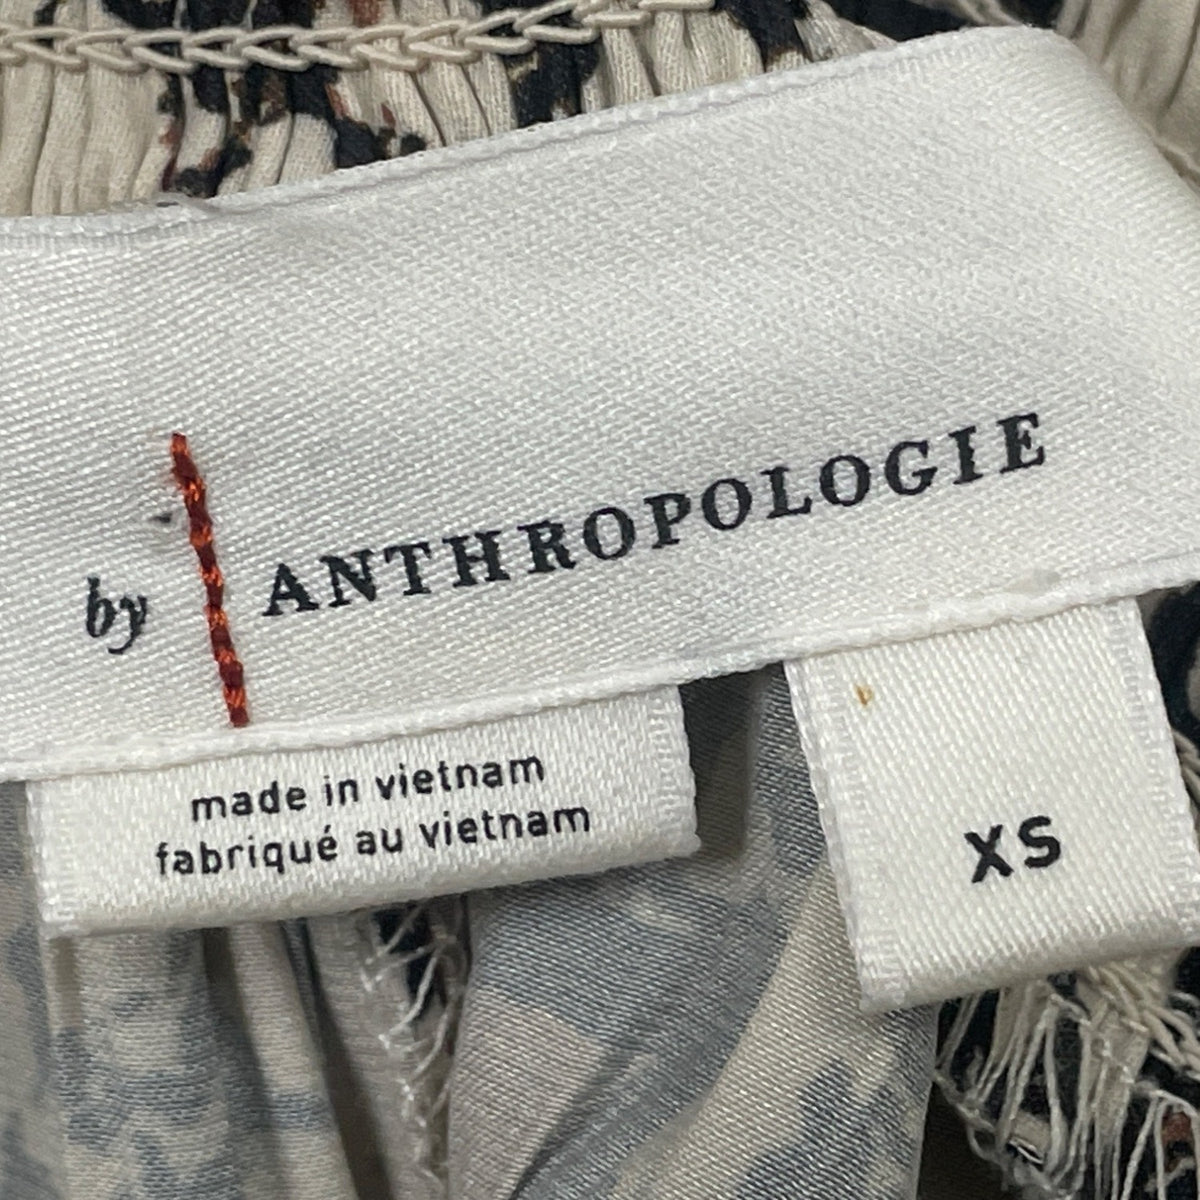 by ANTHROPOLOGIE
made in vietnam
fabriqué au vietnam
XS